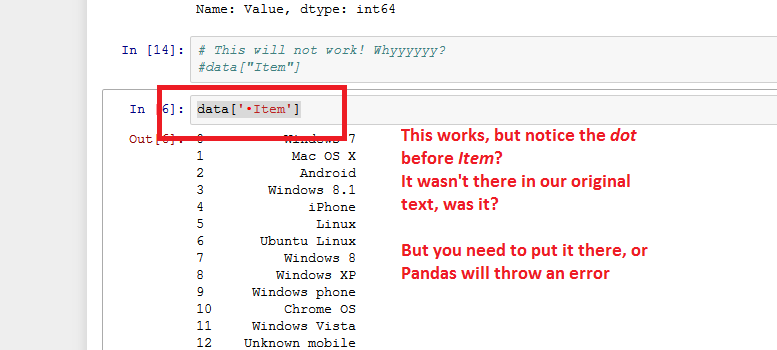 Name: Value, dtype: int64
In [14]: # This will not work! Whyyyyyy?
#data["Item"]
In [6]: data['•Item']
Out[6]: 0 Windows 7
1 Mac OS X
2 Android
3 Windows 8.1
4 iPhone
5 Linux
6 Ubuntu Linux
7 Windows 8
8 Windows XP
9 Windows phone
10 Chrome OS
11 Windows Vista
12 Unknown mobile
This works, but notice the dot
before Item?
It wasn't there in our original
text, was it?
But you need to put it there, or
Pandas will throw an error